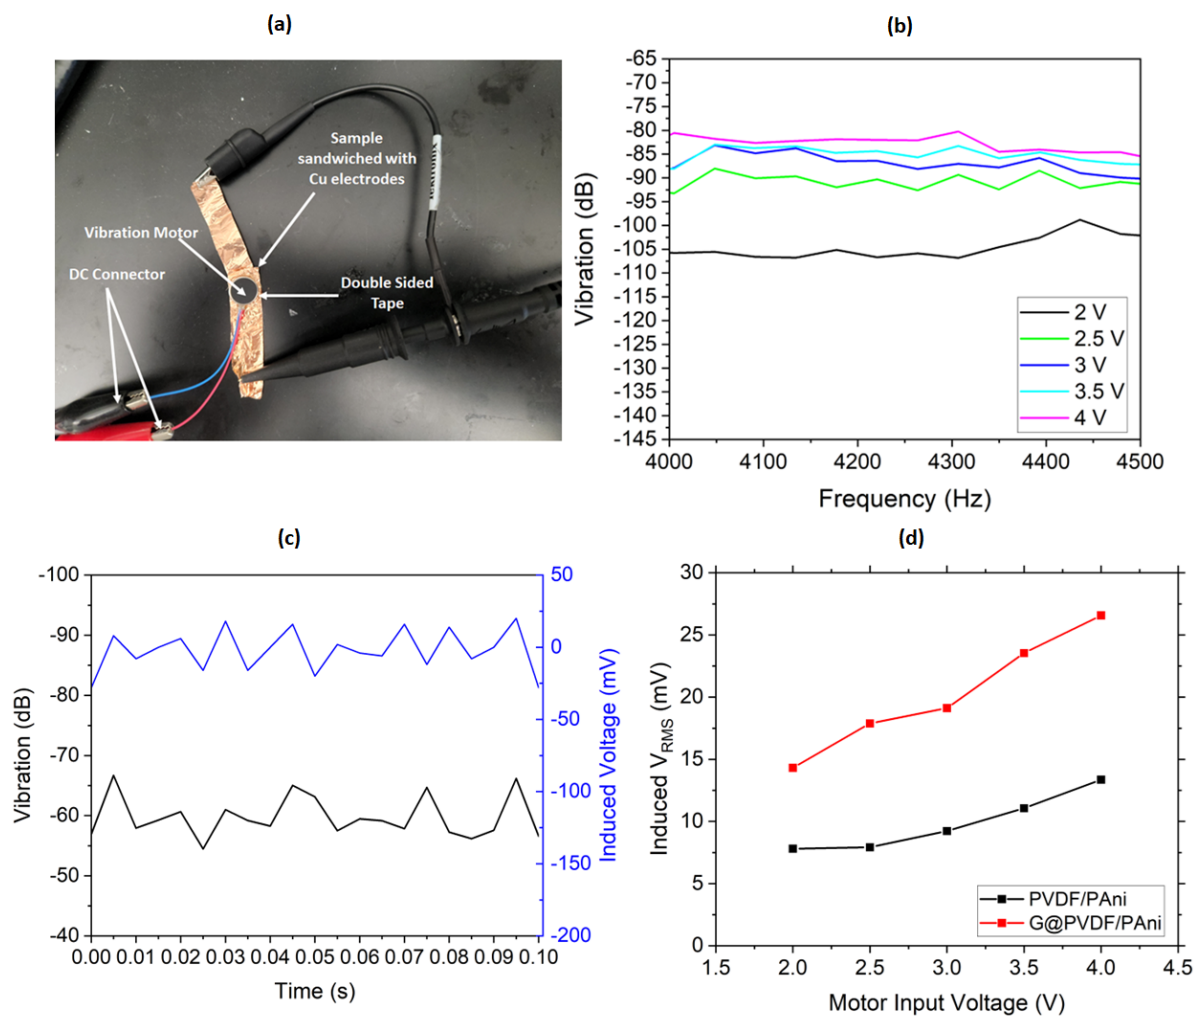 (a)
Sample
sandwiched with
Cu electrodes
Vibration Motor
DC Connector
Double Sided
Tape
Tektronix
(b)
-65
-70
-75
-80
-85
-90
-95
-100
-105
-110
-115
-120
-125
-130
-135
-140
-145
Vibration (dB)
4000 4100 4200 4300 4400 4500
Frequency (Hz)
2 V
2.5 V
3 V
3.5 V
4 V
(c)
-100
-90
-80
-70
-60
-50
-40
Vibration (dB)
50
0
-50
-100
-150
-200
Induced Voltage (mV)
0.00 0.01 0.02 0.03 0.04 0.05 0.06 0.07 0.08 0.09 0.10
Time (s)
(d)
30
25
20
15
10
5
0
Induced VRMS (mV)
1.5 2.0 2.5 3.0 3.5 4.0 4.5
Motor Input Voltage (V)
PVDF/PAni
G@PVDF/PAni